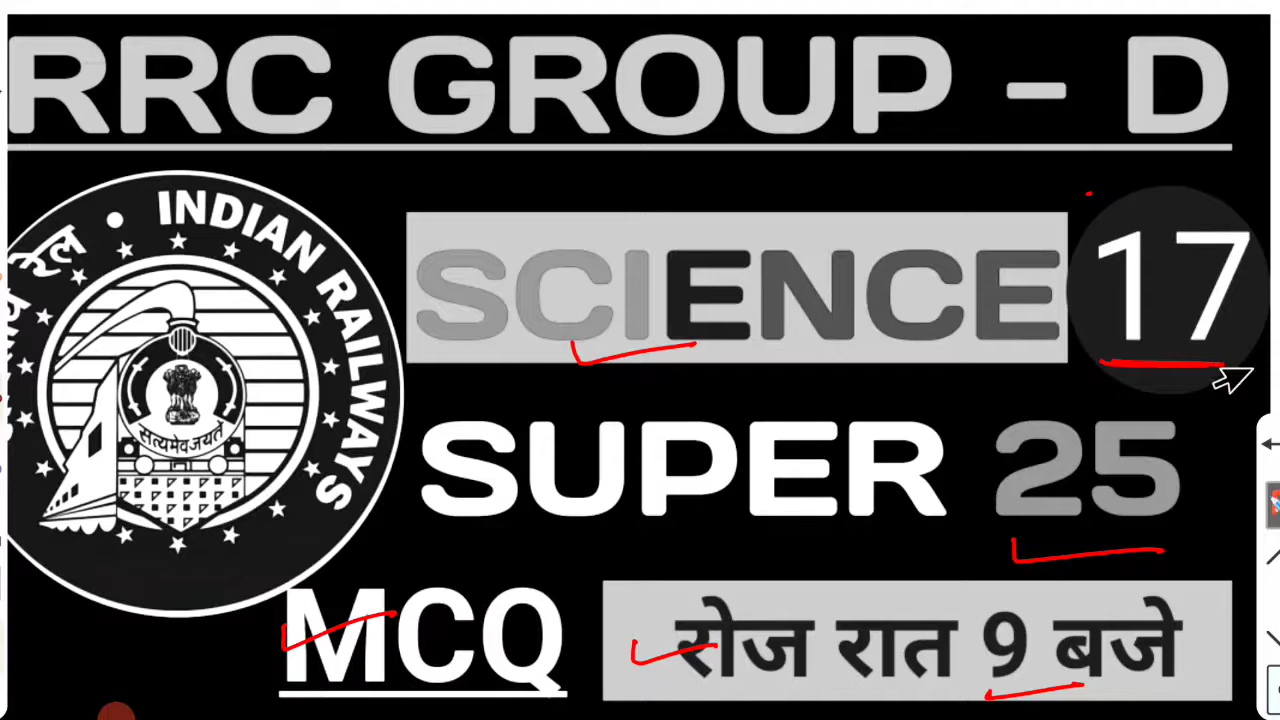 RRC GROUP - D
INDIAN RAILWAYS
SCIENCE 17
सत्यमेव जयते
SUPER 25
MCQ रोज रात 9 बजे